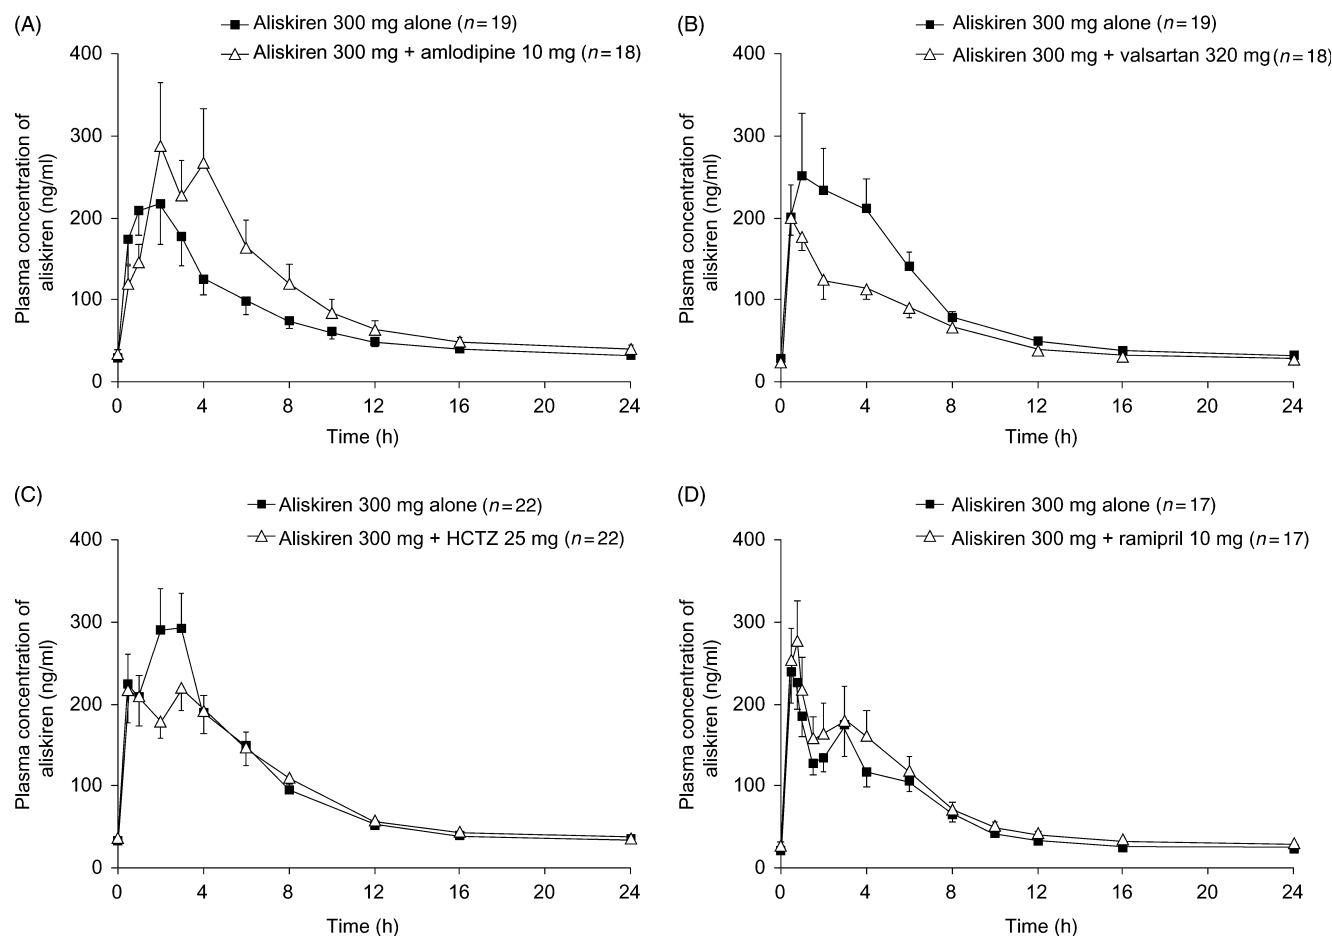 (A)
Aliskiren 300 mg alone (n=19)
Aliskiren 300 mg + amlodipine 10 mg (n=18)
Plasma concentration of
aliskiren (ng/ml)
400
300
200
100
0
0 4 8 12 16 20 24
Time (h)
(B)
Aliskiren 300 mg alone (n=19)
Aliskiren 300 mg + valsartan 320 mg (n=18)
Plasma concentration of
aliskiren (ng/ml)
400
300
200
100
0
0 4 8 12 16 20 24
Time (h)
(C)
Aliskiren 300 mg alone (n=22)
Aliskiren 300 mg + HCTZ 25 mg (n=22)
Plasma concentration of
aliskiren (ng/ml)
400
300
200
100
0
0 4 8 12 16 20 24
Time (h)
(D)
Aliskiren 300 mg alone (n=17)
Aliskiren 300 mg + ramipril 10 mg (n=17)
Plasma concentration of
aliskiren (ng/ml)
400
300
200
100
0
0 4 8 12 16 20 24
Time (h)